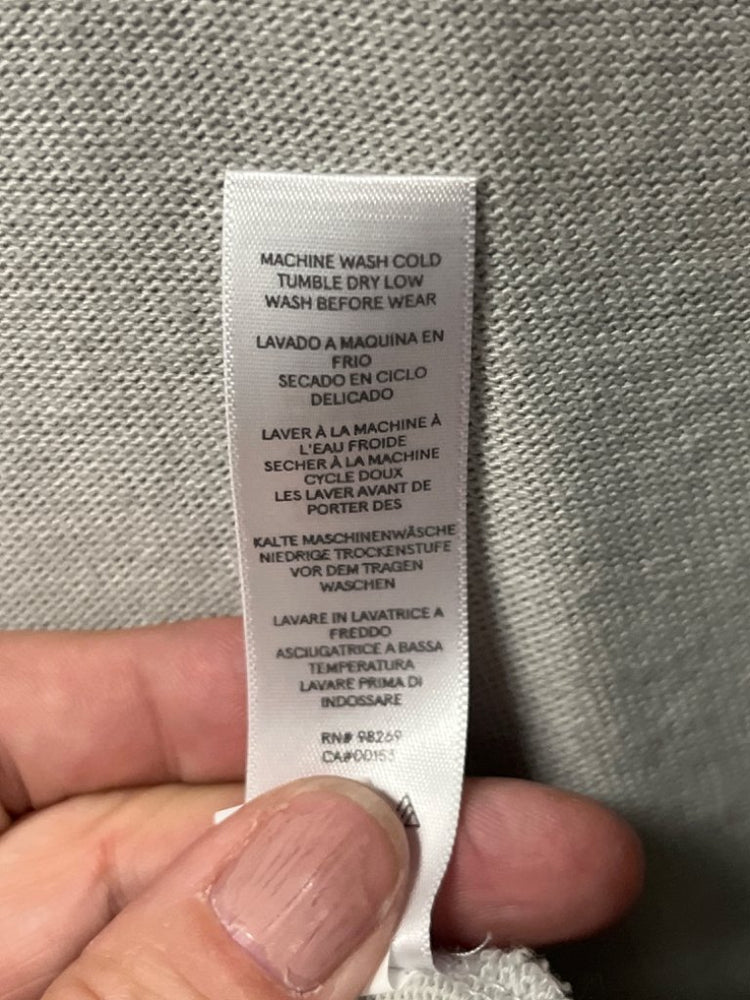 MACHINE WASH COLD
TUMBLE DRY LOW
WASH BEFORE WEAR
LAVADO A MAQUINA EN
FRIO
SECADO EN CICLO
DELICADO
LAVER À LA MACHINE À
L'EAU FROIDE
SECHER À LA MACHINE
CYCLE DOUX
LES LAVER AVANT DE
PORTER DES
KALTE MASCHINENWÄSCHE
NIEDRIGE TROCKENSTUFE
VOR DEM TRAGEN
WASCHEN
LAVARE IN LAVATRICE A
FREDDO
ASCIUGATRICE A BASSA
TEMPERATURA
LAVARE PRIMA DI
INDOSSARE
RN# 98269
CA#00153